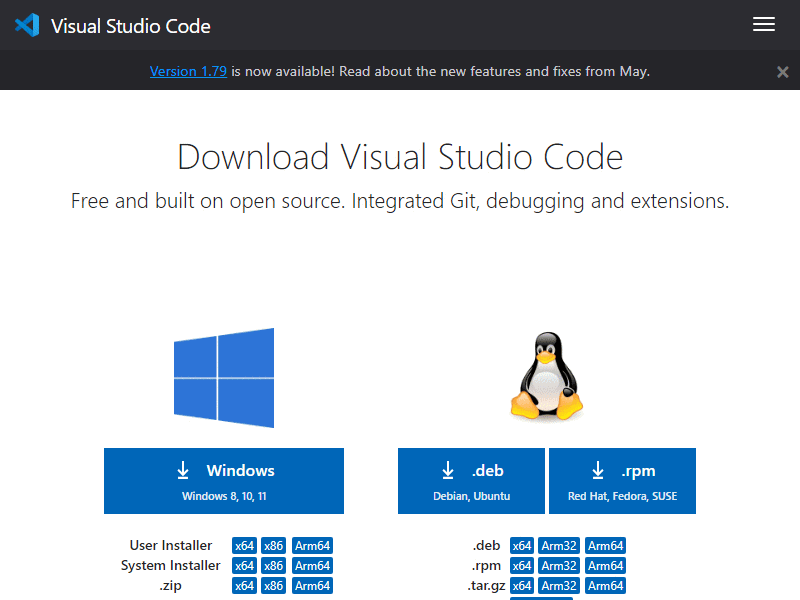 Visual Studio Code
Version 1.79 is now available! Read about the new features and fixes from May.
Download Visual Studio Code
Free and built on open source. Integrated Git, debugging and extensions.
Windows
Windows 8, 10, 11
.deb
Debian, Ubuntu
.rpm
Red Hat, Fedora, SUSE
User Installer x64 x86 Arm64
System Installer x64 x86 Arm64
.zip x64 x86 Arm64
.deb x64 Arm32 Arm64
.rpm x64 Arm32 Arm64
.tar.gz x64 Arm32 Arm64